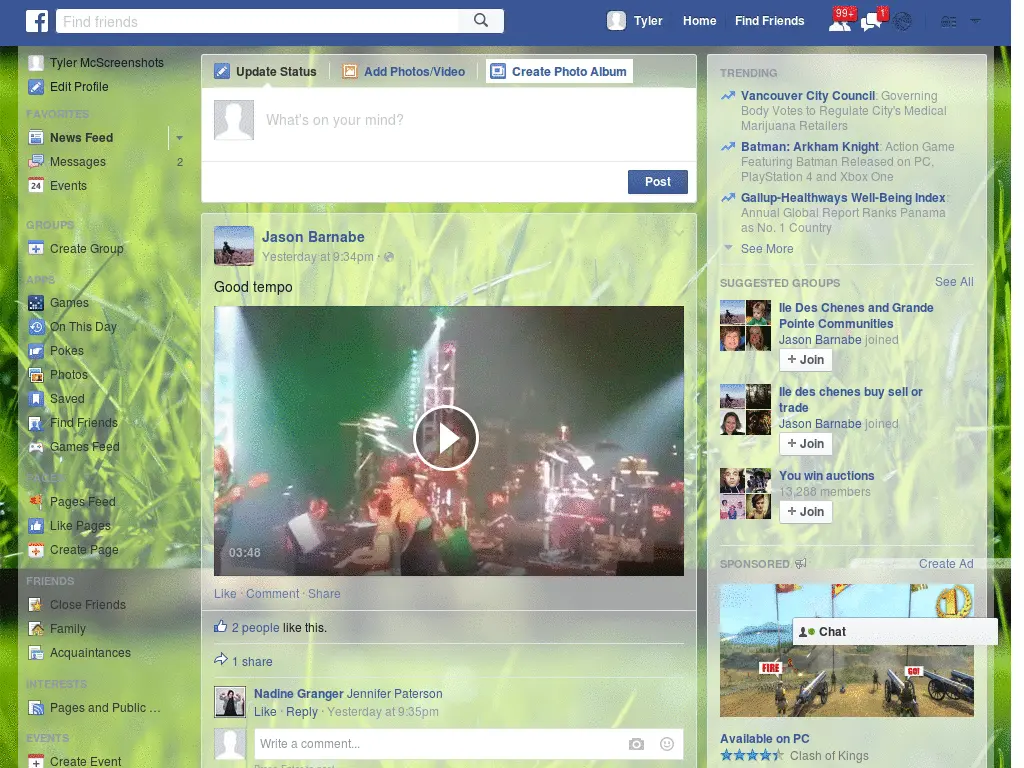 f
Find friends
Tyler
Home
Find Friends
99+
1
Tyler McScreenshots
Edit Profile
FAVORITES
News Feed
Messages
2
24
Events
GROUPS
Create Group
APPS
Games
On This Day
Pokes
Photos
Saved
Find Friends
Games Feed
PAGES
Pages Feed
Like Pages
Create Page
FRIENDS
Close Friends
Family
Acquaintances
INTERESTS
Pages and Public ...
EVENTS
Create Event
Update Status
Add Photos/Video
Create Photo Album
What's on your mind?
Post
Jason Barnabe
Yesterday at 9:34pm ·
Good tempo
03:48
Like · Comment · Share
2 people like this.
1 share
Nadine Granger Jennifer Paterson
Like · Reply · Yesterday at 9:35pm
Write a comment...
TRENDING
Vancouver City Council: Governing
Body Votes to Regulate City's Medical
Marijuana Retailers
Batman: Arkham Knight: Action Game
Featuring Batman Released on PC,
PlayStation 4 and Xbox One
Gallup-Healthways Well-Being Index:
Annual Global Report Ranks Panama
as No. 1 Country
See More
SUGGESTED GROUPS
See All
Ile Des Chenes and Grande
Pointe Communities
Jason Barnabe joined
+ Join
Ile des chenes buy sell or
trade
Jason Barnabe joined
+ Join
You win auctions
13,288 members
+ Join
SPONSORED
Create Ad
1
Chat
FIRE
GO!
Available on PC
Clash of Kings